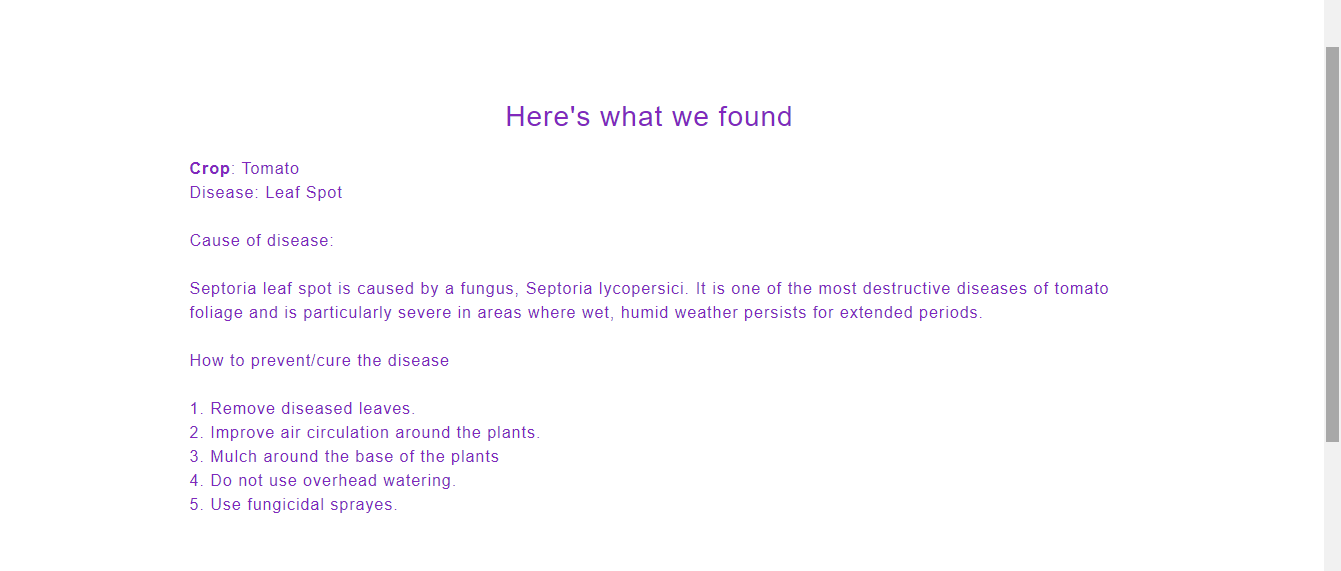 Here's what we found
Crop: Tomato
Disease: Leaf Spot
Cause of disease:
Septoria leaf spot is caused by a fungus, Septoria lycopersici. It is one of the most destructive diseases of tomato
foliage and is particularly severe in areas where wet, humid weather persists for extended periods.
How to prevent/cure the disease
1. Remove diseased leaves.
2. Improve air circulation around the plants.
3. Mulch around the base of the plants
4. Do not use overhead watering.
5. Use fungicidal sprayes.